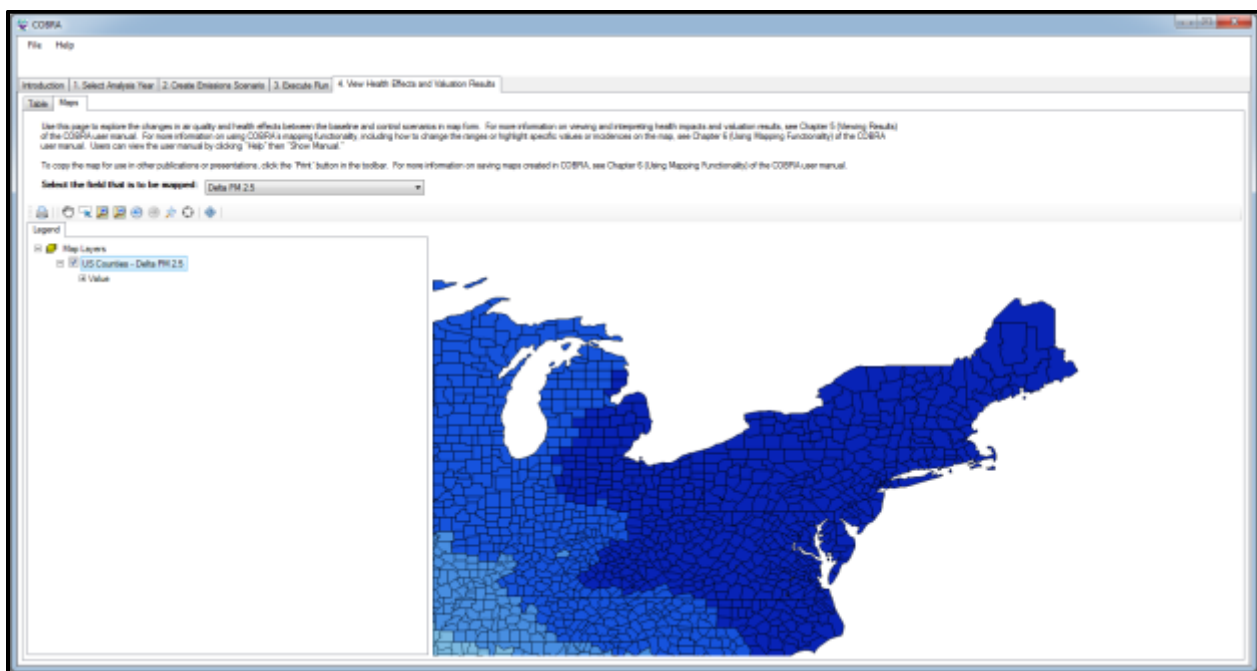 COBRA
File Help
Introduction 1. Select Analysis Year 2. Create Emissions Scenario 3. Execute Run 4. View Health Effects and Valuation Results
Table Maps
Use this page to explore the changes in air quality and health effects between the baseline and control scenarios in map form. For more information on viewing and interpreting health impacts and valuation results, see Chapter 5 (Viewing Results)
of the COBRA user manual. For more information on using COBRA's mapping functionality, including how to change the ranges or highlight specific values or incidences on the map, see Chapter 6 (Using Mapping Functionality) of the COBRA
user manual. Users can view the user manual by clicking "Help" then "Show Manual."
To copy the map for use in other publications or presentations, click the "Print" button in the toolbar. For more information on saving maps created in COBRA, see Chapter 6 (Using Mapping Functionality) of the COBRA user manual.
Select the field that is to be mapped: Delta PM 2.5
Legend
Map Layers
US Counties - Delta PM 2.5
Value